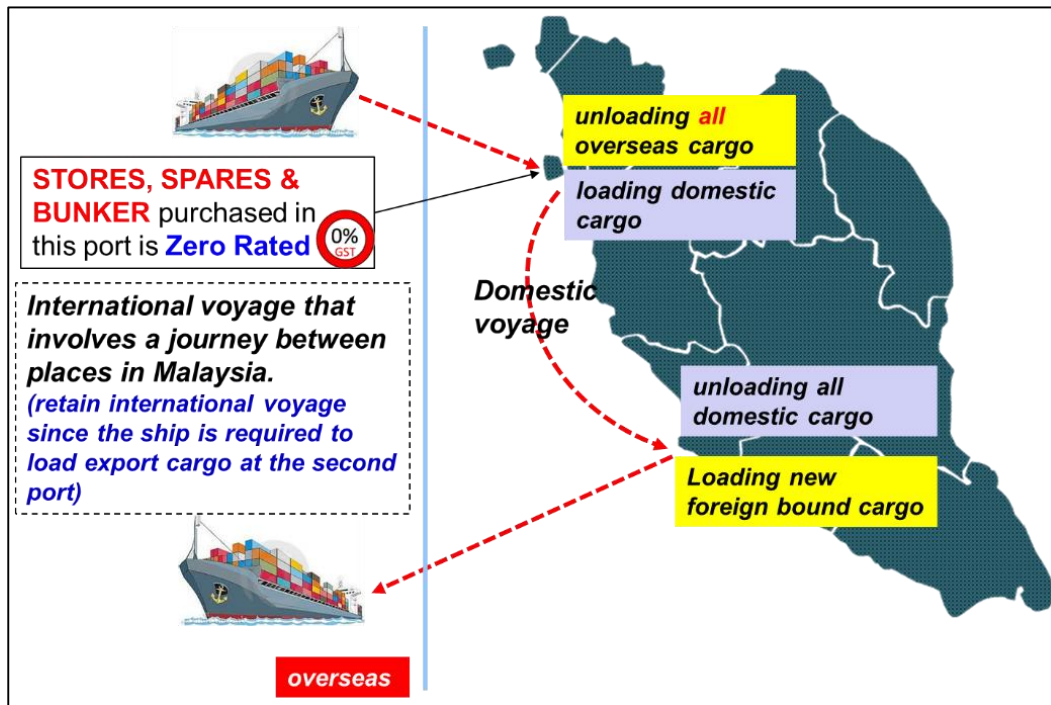 unloading all
overseas cargo
loading domestic
cargo
STORES, SPARES &
BUNKER purchased in
this port is Zero Rated
0%
GST
Domestic
voyage
International voyage that
involves a journey between
places in Malaysia.
(retain international voyage
since the ship is required to
load export cargo at the second
port)
unloading all
domestic cargo
Loading new
foreign bound cargo
overseas